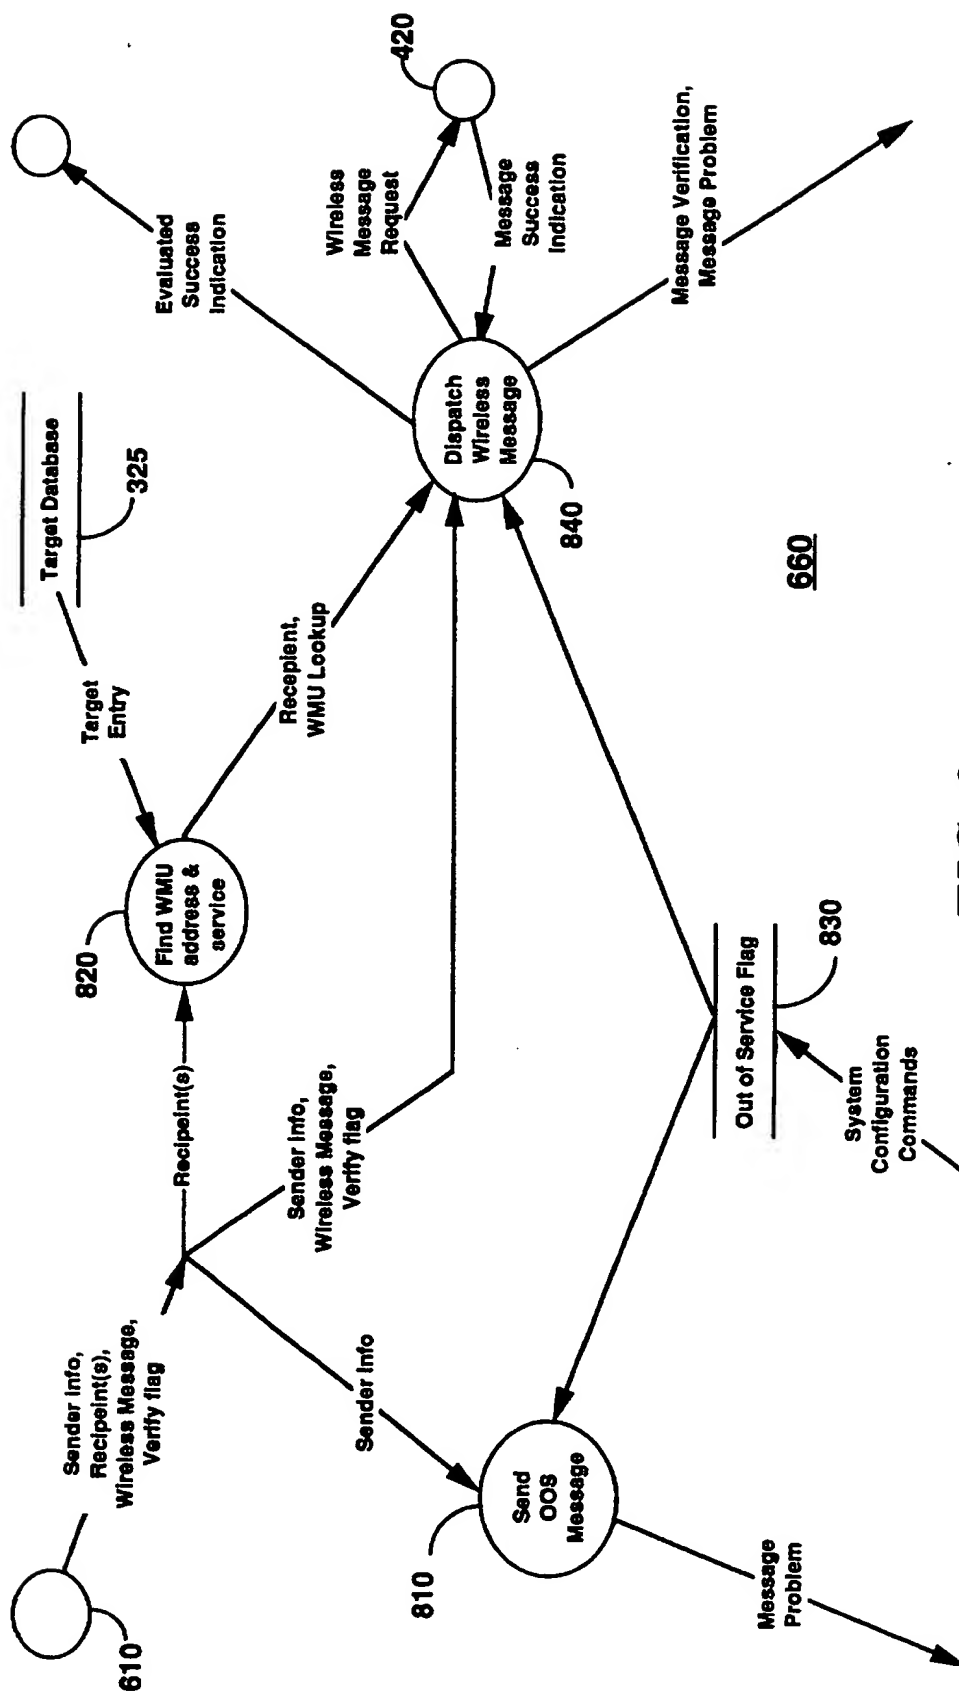 610
Sender Info,
Recipeint(s),
Wireless Message,
Verify flag
Recipeint(s)
820
Find WMU
address &
service
Target
Entry
Target Database
325
Evaluated
Success
Indication
Sender Info,
Wireless Message,
Verify flag
Recepient,
WMU Lookup
Wireless
Message
Request
420
Message
Success
Indication
Sender Info
Dispatch
Wireless
Message
840
810
Send
OOS
Message
Out of Service Flag
830
660
Message Verification,
Message Problem
Message
Problem
System
Configuration
Commands